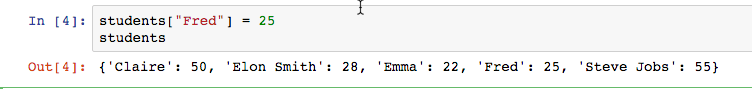 In [4]: students["Fred"] = 25
students
Out[4]: {'Claire': 50, 'Elon Smith': 28, 'Emma': 22, 'Fred': 25, 'Steve Jobs': 55}